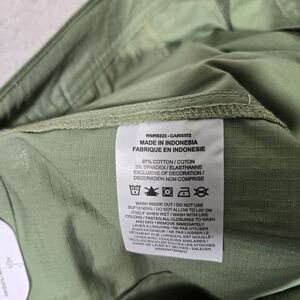 RN#56323 - CA#05553
MADE IN INDONESIA
FABRIQUE EN INDONESIE
97% COTTON / COTON
3% SPANDEX / ELASTHANNE
EXCLUSIVE OF DECORATION /
DECORATION NON COMPRISE
WASH INSIDE OUT / DO NOT USE
SOFTENERS / DO NOT ALLOW TO LAY ON
ITSELF WHEN WET / WASH WITH LIKE
COLORS / FASTEN ALL CLOSURES TO WASH
AND DRY / REMOVE IMMEDIATELY
LAVER A L'ENVERS / NE PAS UTILISER